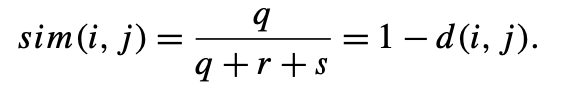 sim(i, j) = q / (q + r + s) = 1 − d(i, j).